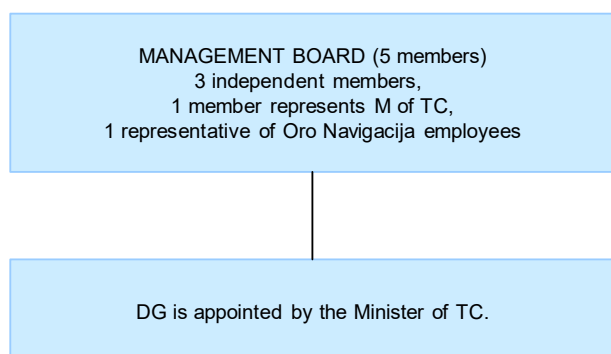 MANAGEMENT BOARD (5 members)
3 independent members,
1 member represents M of TC,
1 representative of Oro Navigacija employees
DG is appointed by the Minister of TC.